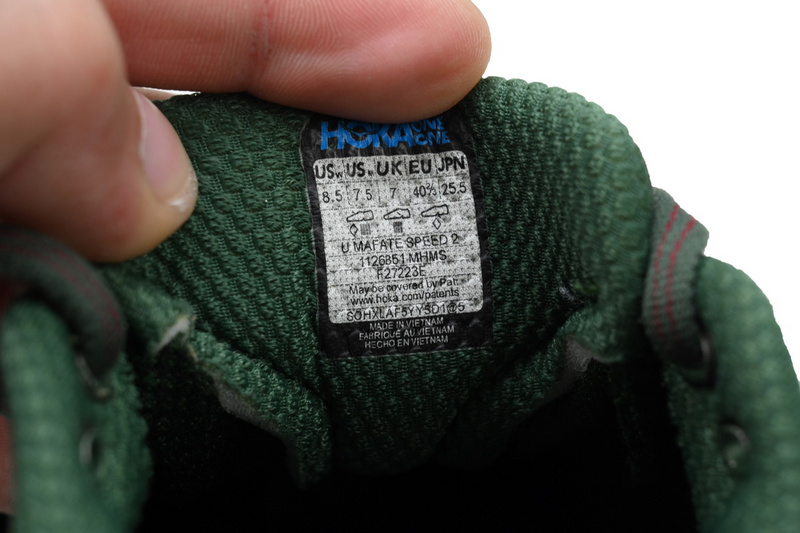 HOKA ONE ONE
US W US M UK EU JPN
8.5 7.5 7 40⅔ 25.5
U MAFATE SPEED 2
1126851 MHMS
F27223E
May be covered by Pat.:
www.hoka.com/patents
MADE IN VIETNAM
FABRIQUÉ AU VIETNAM
HECHO EN VIETNAM